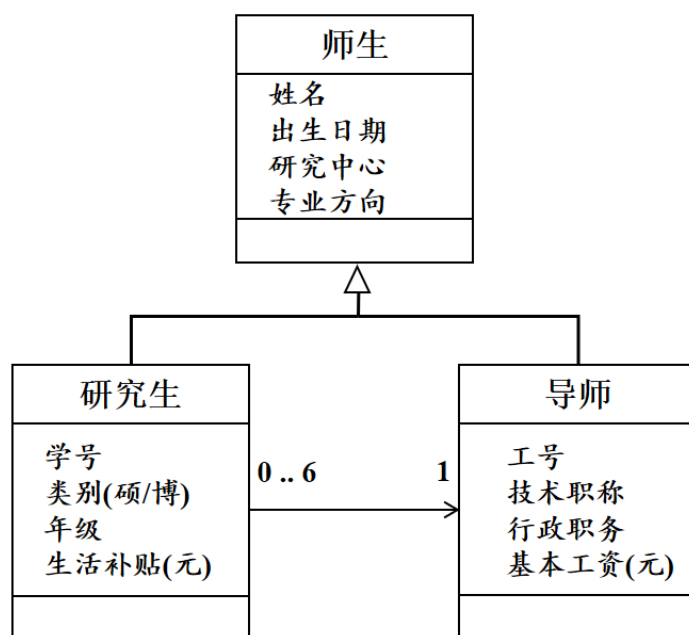 师生
姓名
出生日期
研究中心
专业方向
研究生
学号
类别(硕/博)
年级
生活补贴(元)
0 .. 6
1
导师
工号
技术职称
行政职务
基本工资(元)